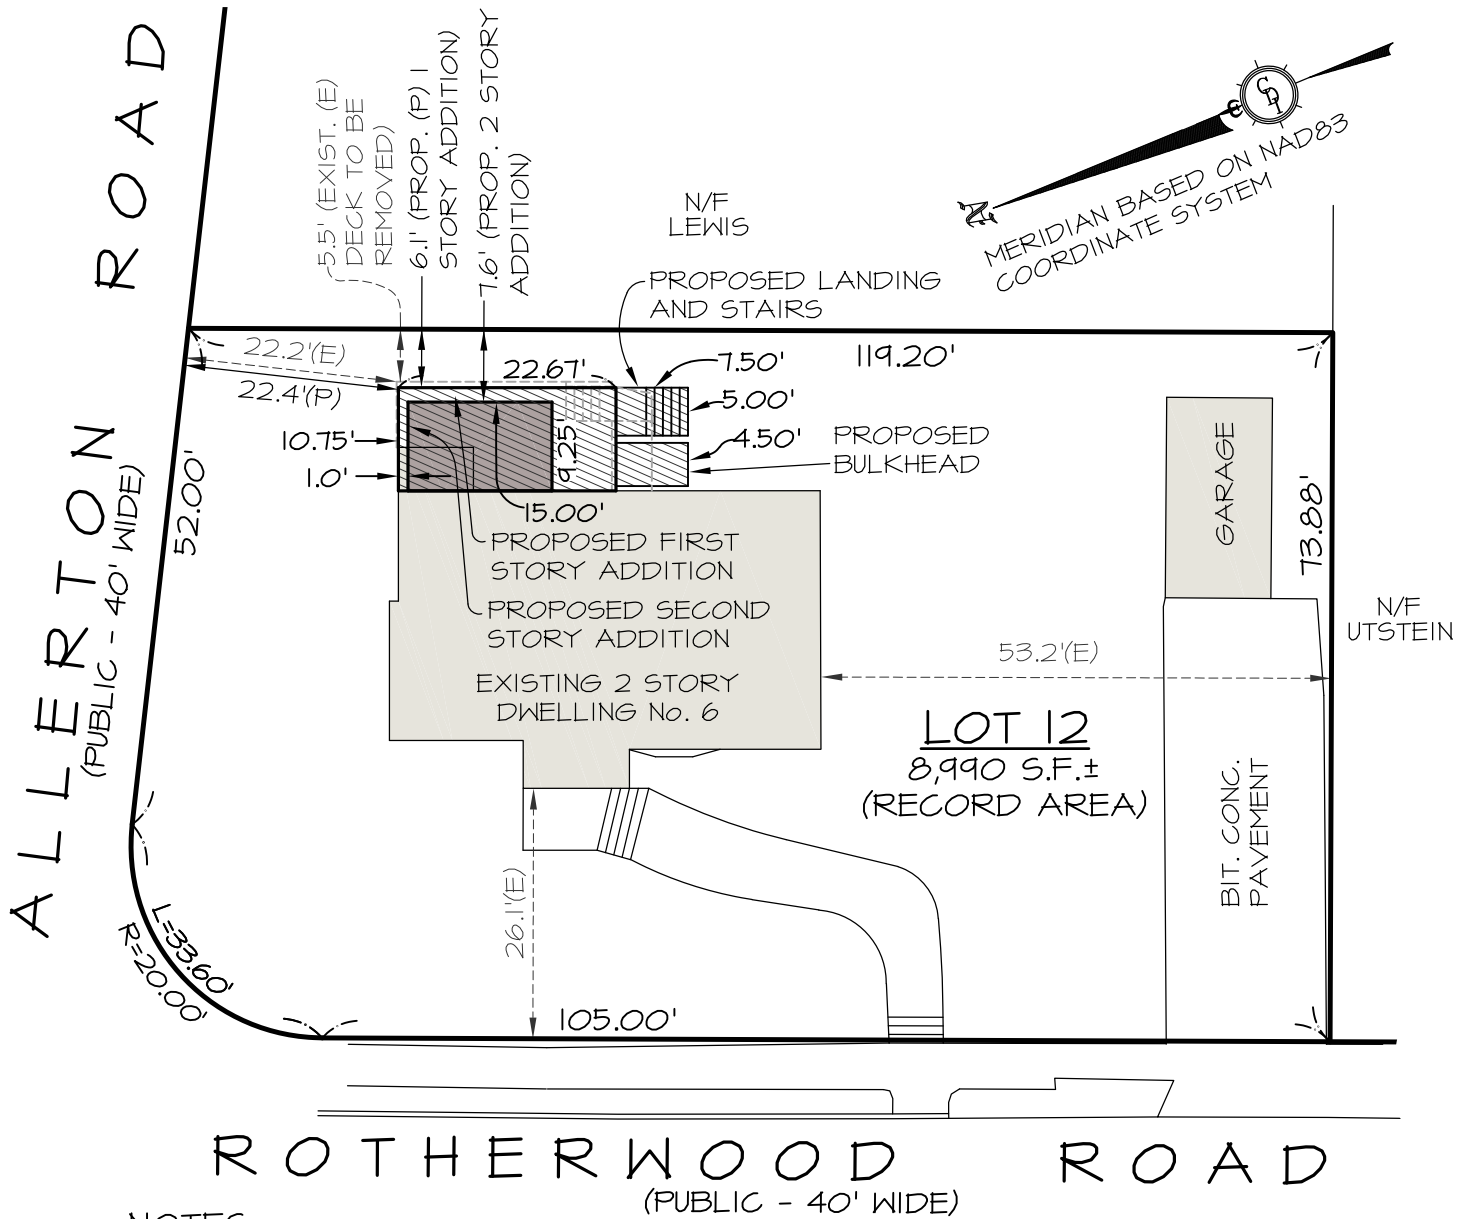 ALLERTON ROAD
(PUBLIC - 40' WIDE)
5.5' (EXIST. (E)
DECK TO BE
REMOVED)
6.1' (PROP. (P) 1
STORY ADDITION)
7.6' (PROP. 2 STORY
ADDITION)
N/F
LEWIS
CDI
N
MERIDIAN BASED ON NAD83
COORDINATE SYSTEM
PROPOSED LANDING
AND STAIRS
22.2'(E)
22.4'(P)
22.67'
7.50'
119.20'
5.00'
10.75'
9.25'
4.50'
PROPOSED
BULKHEAD
1.0'
15.00'
52.00'
PROPOSED FIRST
STORY ADDITION
PROPOSED SECOND
STORY ADDITION
EXISTING 2 STORY
DWELLING No. 6
GARAGE
73.88'
N/F
UTSTEIN
53.2'(E)
LOT 12
8,990 S.F.±
(RECORD AREA)
BIT. CONC.
PAVEMENT
26.1'(E)
L=33.60'
R=20.00'
105.00'
ROTHERWOOD ROAD
(PUBLIC - 40' WIDE)
NOTES